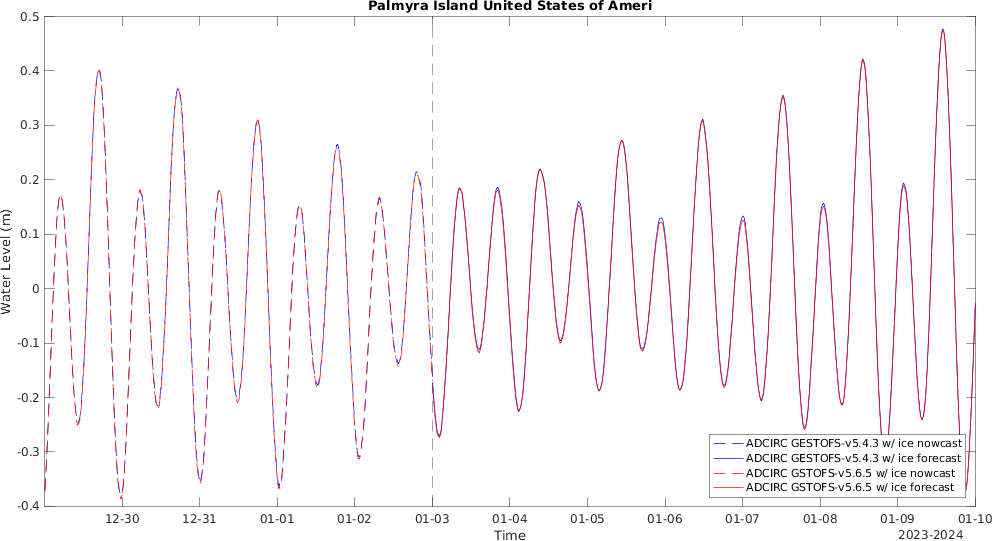 Palmyra Island United States of Ameri
0.5
0.4
0.3
0.2
0.1
0
-0.1
-0.2
-0.3
-0.4
Water Level (m)
ADCIRC GESTOFS-v5.4.3 w/ ice nowcast
ADCIRC GESTOFS-v5.4.3 w/ ice forecast
ADCIRC GSTOFS-v5.6.5 w/ ice nowcast
ADCIRC GSTOFS-v5.6.5 w/ ice forecast
12-30 12-31 01-01 01-02 01-03 01-04 01-05 01-06 01-07 01-08 01-09 01-10
Time
2023-2024